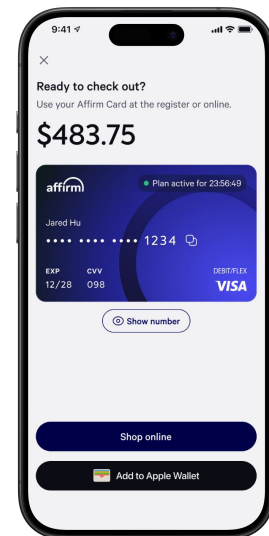 9:41
Ready to check out?
Use your Affirm Card at the register or online.
$483.75
affirm
Plan active for 23:56:49
Jared Hu
•••• •••• •••• 1234
EXP CVV
12/28 098
DEBIT/FLEX
VISA
Show number
Shop online
Add to Apple Wallet